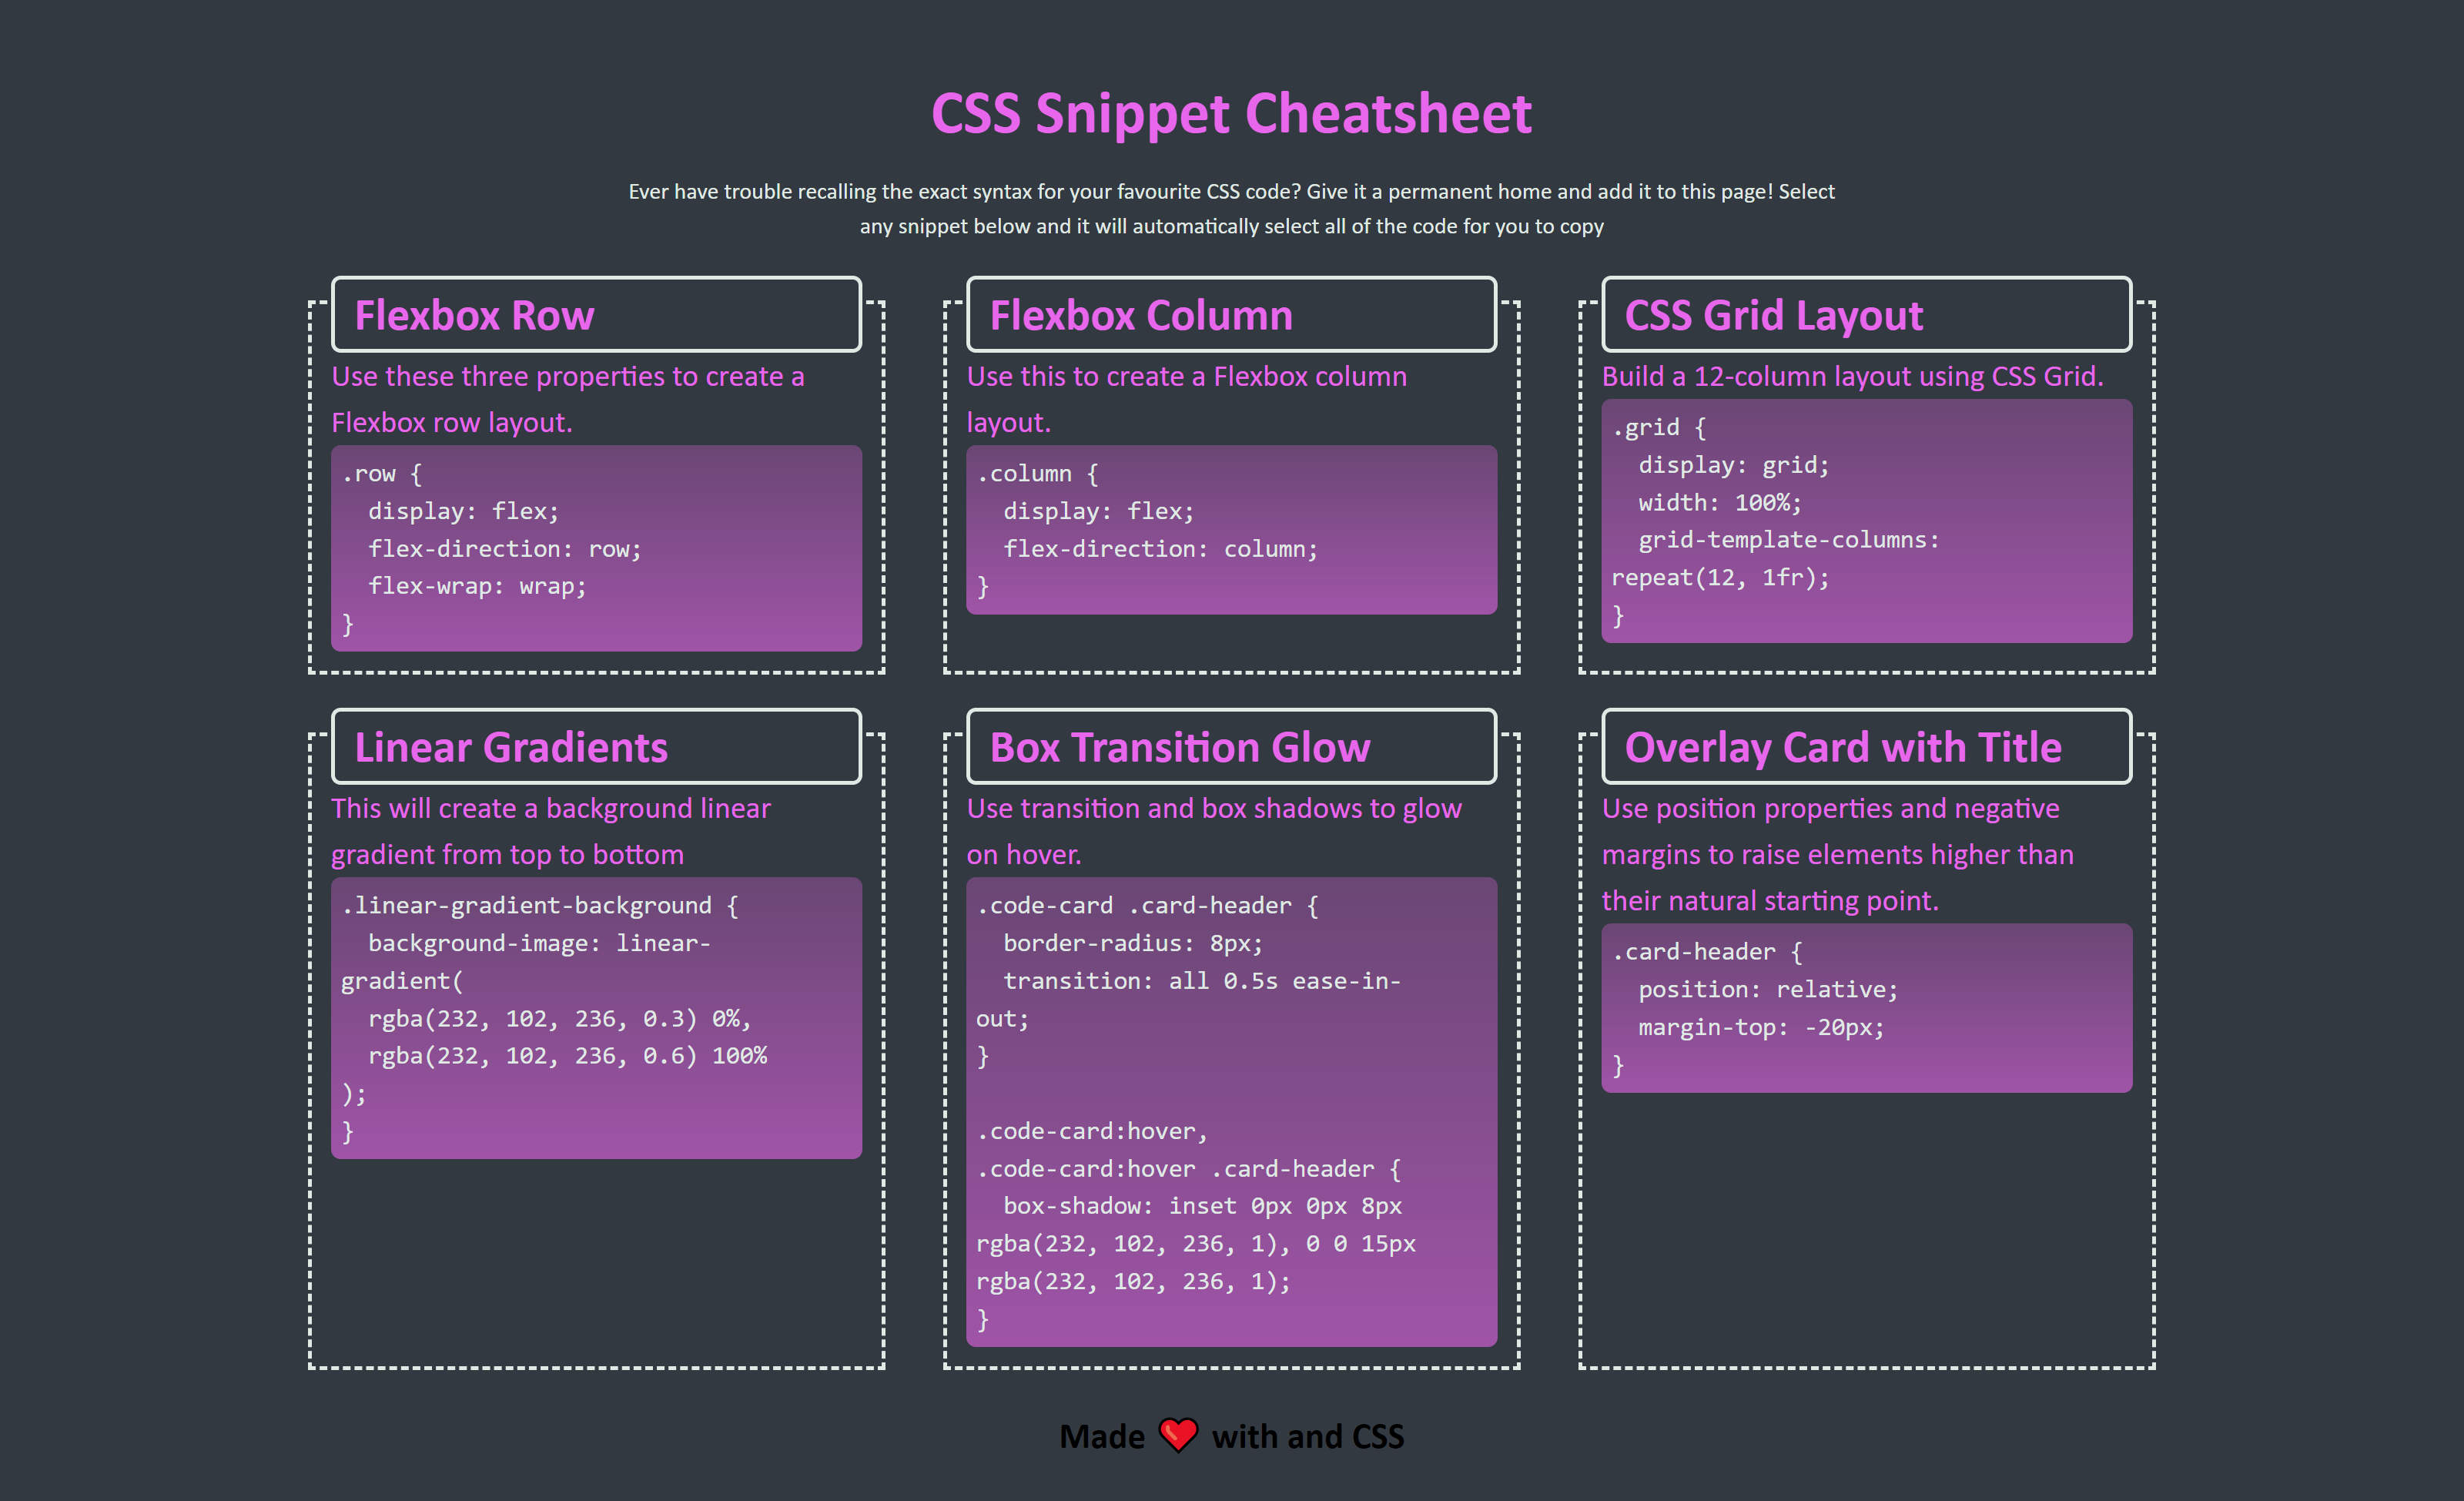 CSS Snippet Cheatsheet
Ever have trouble recalling the exact syntax for your favourite CSS code? Give it a permanent home and add it to this page! Select
any snippet below and it will automatically select all of the code for you to copy
Flexbox Row
Use these three properties to create a
Flexbox row layout.
.row {
  display: flex;
  flex-direction: row;
  flex-wrap: wrap;
}
Flexbox Column
Use this to create a Flexbox column
layout.
.column {
  display: flex;
  flex-direction: column;
}
CSS Grid Layout
Build a 12-column layout using CSS Grid.
.grid {
  display: grid;
  width: 100%;
  grid-template-columns:
repeat(12, 1fr);
}
Linear Gradients
This will create a background linear
gradient from top to bottom
.linear-gradient-background {
  background-image: linear-
gradient(
  rgba(232, 102, 236, 0.3) 0%,
  rgba(232, 102, 236, 0.6) 100%
);
}
Box Transition Glow
Use transition and box shadows to glow
on hover.
.code-card .card-header {
  border-radius: 8px;
  transition: all 0.5s ease-in-
out;
}
.code-card:hover,
.code-card:hover .card-header {
  box-shadow: inset 0px 0px 8px
rgba(232, 102, 236, 1), 0 0 15px
rgba(232, 102, 236, 1);
}
Overlay Card with Title
Use position properties and negative
margins to raise elements higher than
their natural starting point.
.card-header {
  position: relative;
  margin-top: -20px;
}
Made ❤️ with and CSS